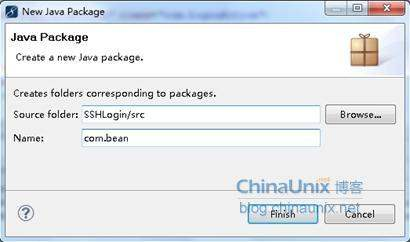 New Java Package
Java Package
Create a new Java package.
Creates folders corresponding to packages.
Source folder: SSHLogin/src Browse...
Name: com.bean
ChinaUnix 博客
blog.chinaunix.net
? Finish Cancel